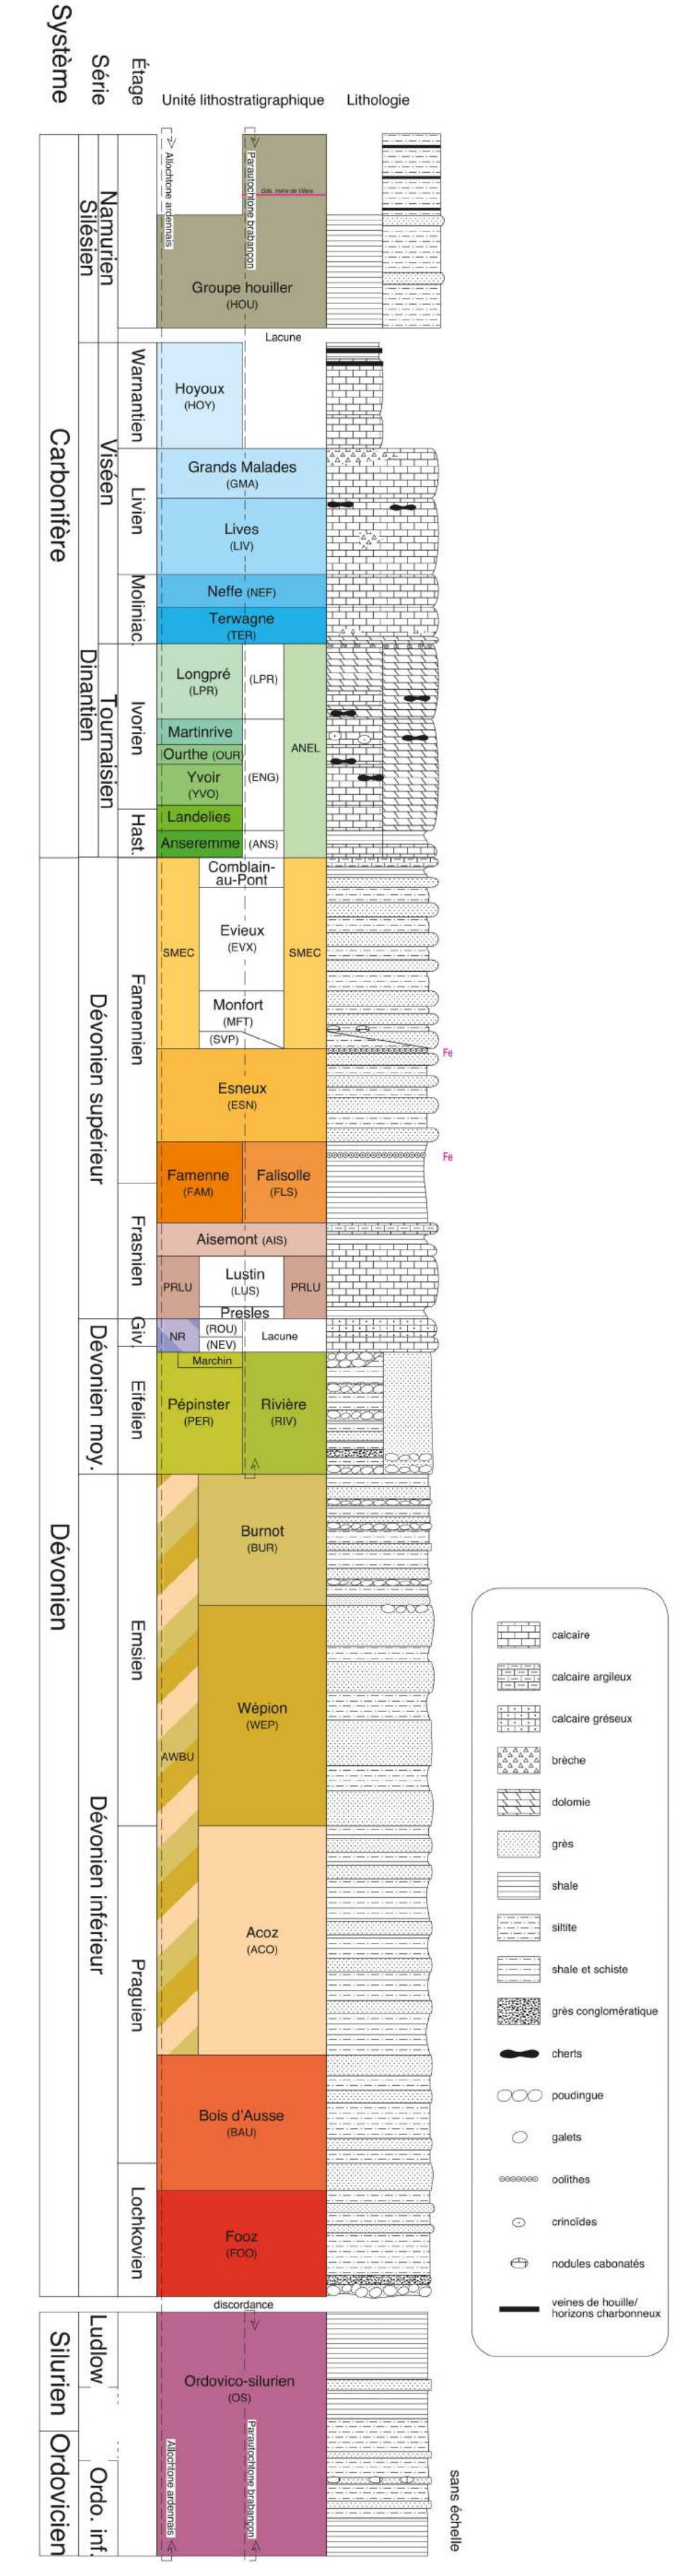 Système
Série
Étage
Unité lithostratigraphique
Lithologie
Carbonifère
Dévonien
Silurien
Ordovicien
Silésien
Namurien
Dinantien
Viséen
Tournaisien
Dévonien supérieur
Dévonien moy.
Dévonien inférieur
Ludlow
Ordo. inf.
Warnantien
Livien
Moliniac.
Ivorien
Hast.
Famennien
Frasnien
Giv.
Eifelien
Emsien
Praguien
Lochkovien
Allochtone ardennais
Parautochtone brabançon
Gde. Veine de Villers
Groupe houiller
(HOU)
Lacune
Hoyoux
(HOY)
Grands Malades
(GMA)
Lives
(LIV)
Neffe (NEF)
Terwagne
(TER)
Longpré
(LPR)
(LPR)
Martinrive
ANEL
Ourthe (OUR)
Yvoir
(YVO)
(ENG)
Landelies
Anseremme
(ANS)
Comblain-
au-Pont
Evieux
(EVX)
SMEC
SMEC
Monfort
(MFT)
(SVP)
Fe
Esneux
(ESN)
Fe
Famenne
(FAM)
Falisolle
(FLS)
Aisemont (AIS)
Lustin
(LUS)
PRLU
PRLU
Presles
NR
(ROU)
(NEV)
Lacune
Marchin
Pépinster
(PER)
Rivière
(RIV)
Burnot
(BUR)
Wépion
(WEP)
AWBU
Acoz
(ACO)
Bois d'Ausse
(BAU)
Fooz
(FOO)
discordance
Ordovico-silurien
(OS)
Allochtone ardennais
Parautochtone brabançon
sans échelle
calcaire
calcaire argileux
calcaire gréseux
brèche
dolomie
grès
shale
siltite
shale et schiste
grès conglomératique
cherts
poudingue
galets
oolithes
crinoïdes
nodules cabonatés
veines de houille/
horizons charbonneux